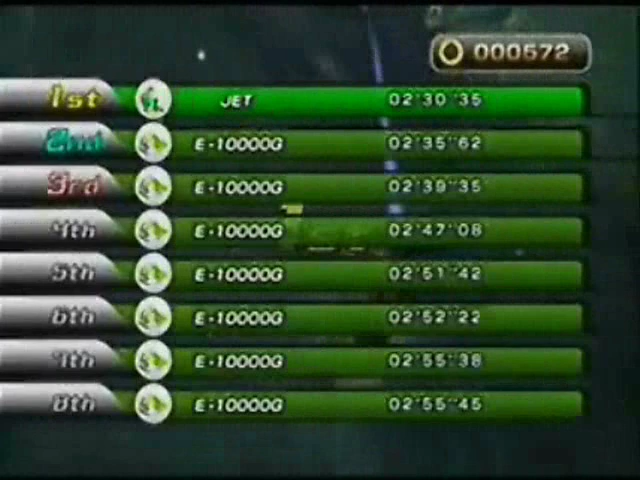 000572
1st JET 02'30"35
2nd E-10000G 02'35"62
3rd E-10000G 02'39"35
4th E-10000G 02'47"08
5th E-10000G 02'51"42
6th E-10000G 02'52"22
7th E-10000G 02'55"38
8th E-10000G 02'55"45